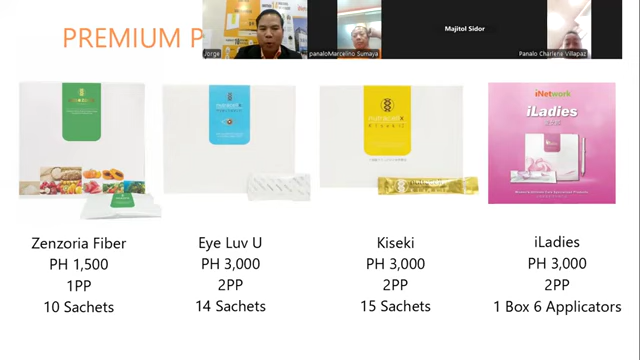 PREMIUM P
Jorge
panaloMarcelino Sumaya
Majitol Sidor
Panalo Charlene Villapaz
iNetwork
iLadies
Zenzoria Fiber
PH 1,500
1PP
10 Sachets
Eye Luv U
PH 3,000
2PP
14 Sachets
Kiseki
PH 3,000
2PP
15 Sachets
iLadies
PH 3,000
2PP
1 Box 6 Applicators